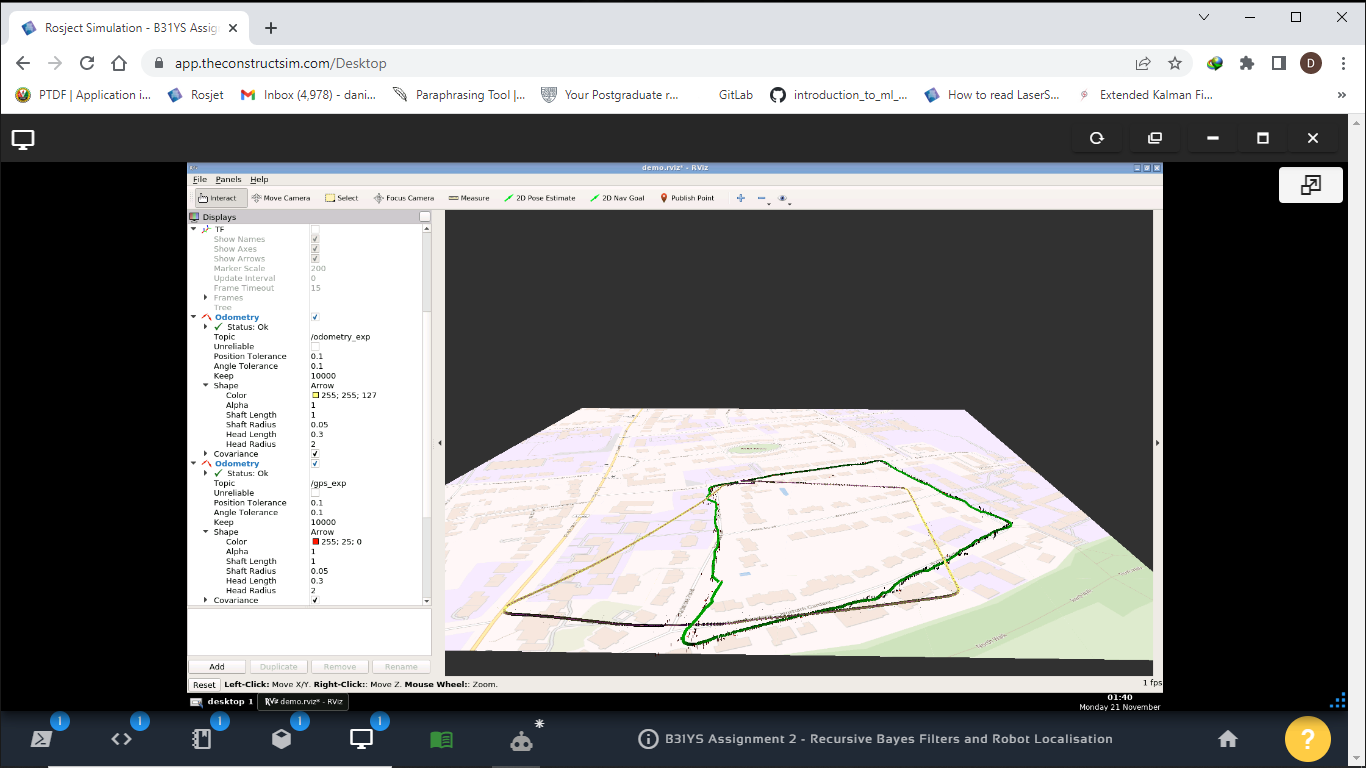 Rosject Simulation - B31YS Assig
app.theconstructsim.com/Desktop
D
PTDF | Application i...
Rosjet
Inbox (4,978) - dani...
Paraphrasing Tool |...
Your Postgraduate r...
GitLab
introduction_to_ml_...
How to read LaserS...
Extended Kalman Fi...
»
demo.rviz* - RViz
File Panels Help
Interact Move Camera Select Focus Camera Measure 2D Pose Estimate 2D Nav Goal Publish Point
Displays
TF
Show Names
Show Axes
Show Arrows
Marker Scale 200
Update Interval 0
Frame Timeout 15
Frames
Tree
Odometry
Status: Ok
Topic /odometry_exp
Unreliable
Position Tolerance 0.1
Angle Tolerance 0.1
Keep 10000
Shape Arrow
Color 255; 255; 127
Alpha 1
Shaft Length 1
Shaft Radius 0.05
Head Length 0.3
Head Radius 2
Covariance
Odometry
Status: Ok
Topic /gps_exp
Unreliable
Position Tolerance 0.1
Angle Tolerance 0.1
Keep 10000
Shape Arrow
Color 255; 25; 0
Alpha 1
Shaft Length 1
Shaft Radius 0.05
Head Length 0.3
Head Radius 2
Covariance
Add Duplicate Remove Rename
Reset Left-Click: Move X/Y. Right-Click:: Move Z. Mouse Wheel:: Zoom.
1 fps
desktop 1 demo.rviz* - RViz
01:40
Monday 21 November
1
1
1
1
1
B31YS Assignment 2 - Recursive Bayes Filters and Robot Localisation
?